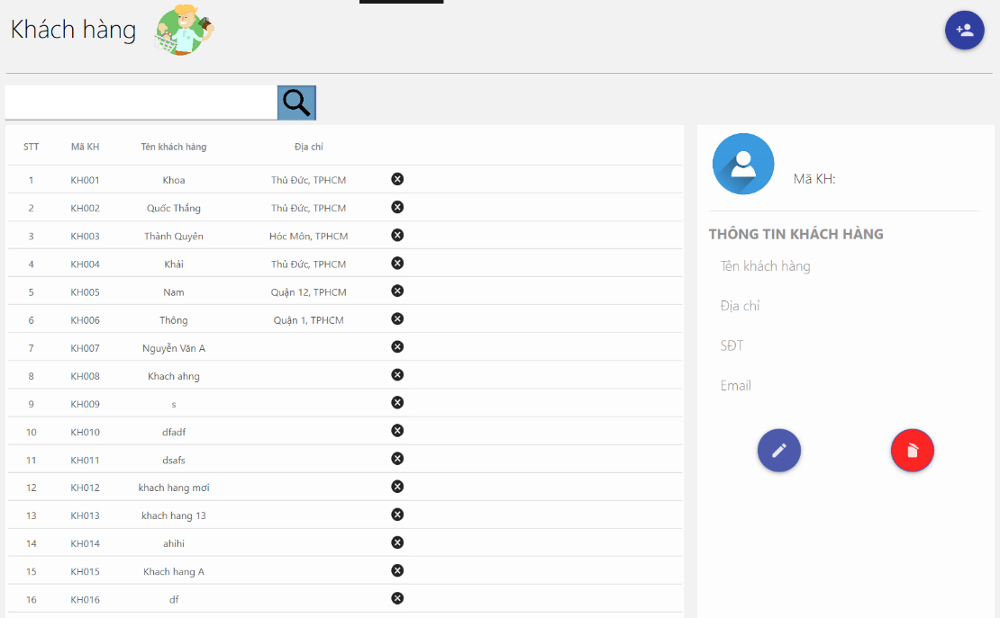 Khách hàng
STT Mã KH Tên khách hàng Địa chỉ
1 KH001 Khoa Thủ Đức, TPHCM
2 KH002 Quốc Thắng Thủ Đức, TPHCM
3 KH003 Thành Quyên Hóc Môn, TPHCM
4 KH004 Khải Thủ Đức, TPHCM
5 KH005 Nam Quận 12, TPHCM
6 KH006 Thông Quận 1, TPHCM
7 KH007 Nguyễn Văn A
8 KH008 Khach ahng
9 KH009 s
10 KH010 dfadf
11 KH011 dsafs
12 KH012 khach hang mơi
13 KH013 khach hang 13
14 KH014 ahihi
15 KH015 Khach hang A
16 KH016 df
Mã KH:
THÔNG TIN KHÁCH HÀNG
Tên khách hàng
Địa chỉ
SĐT
Email